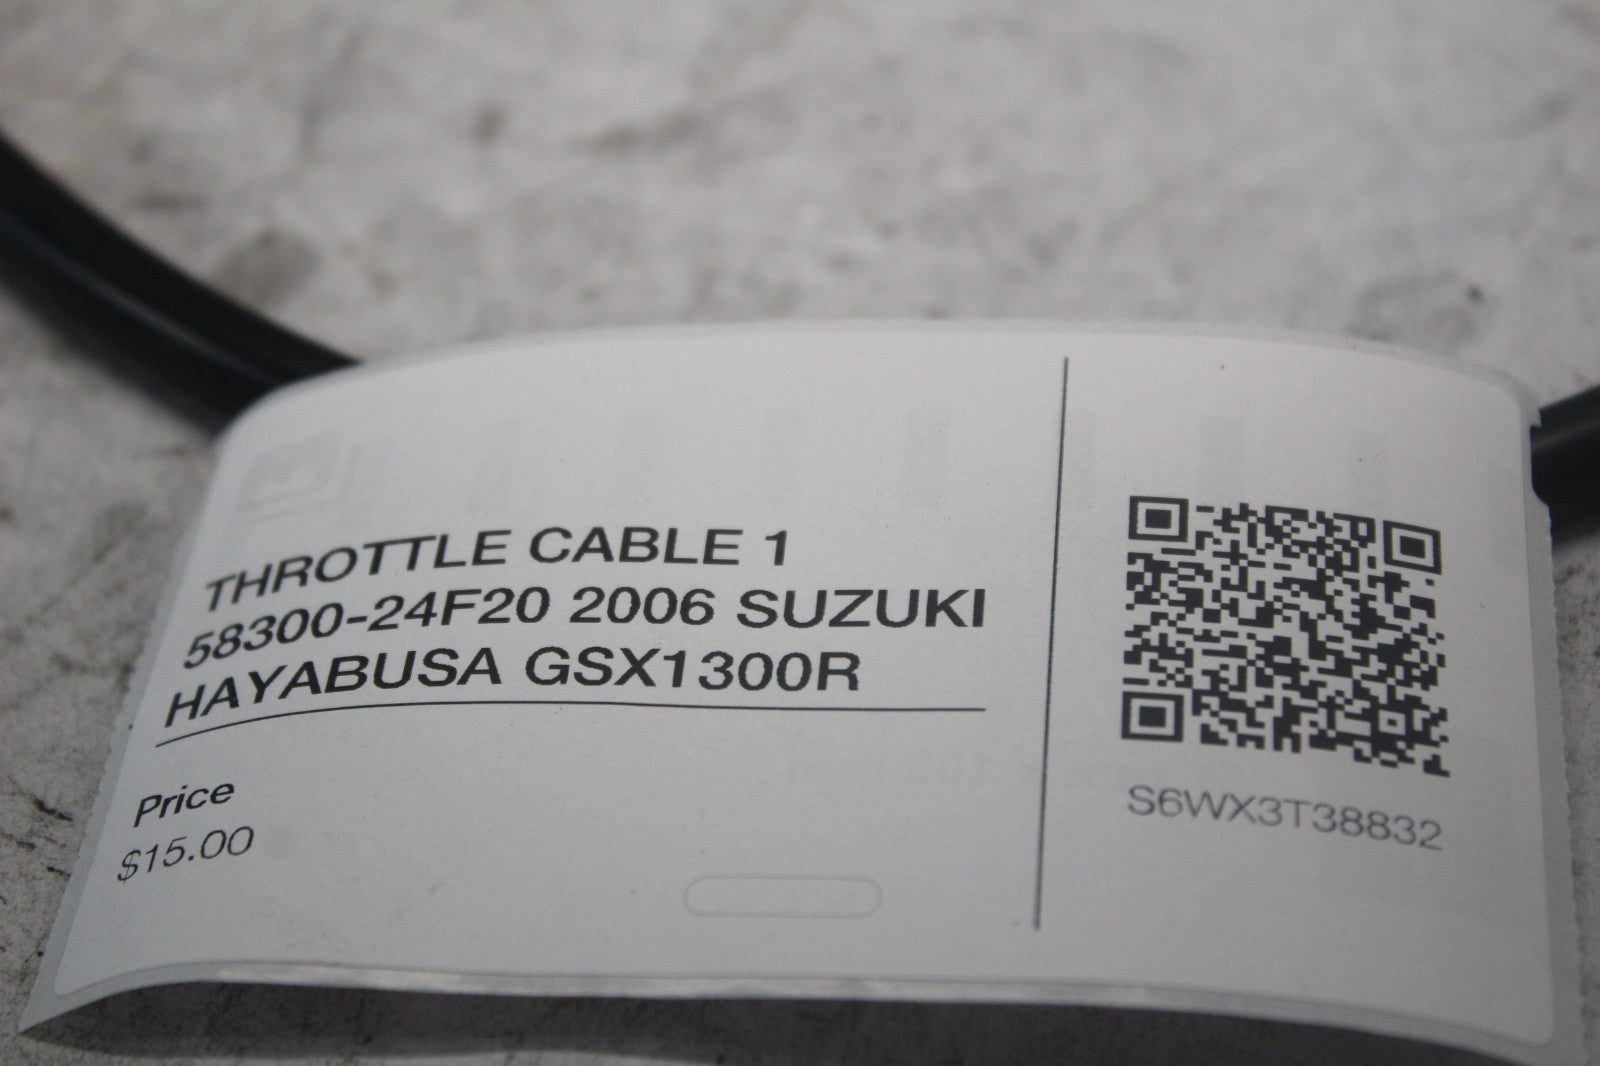 THROTTLE CABLE 1
58300-24F20 2006 SUZUKI
HAYABUSA GSX1300R
Price
$15.00
S6WX3T38832